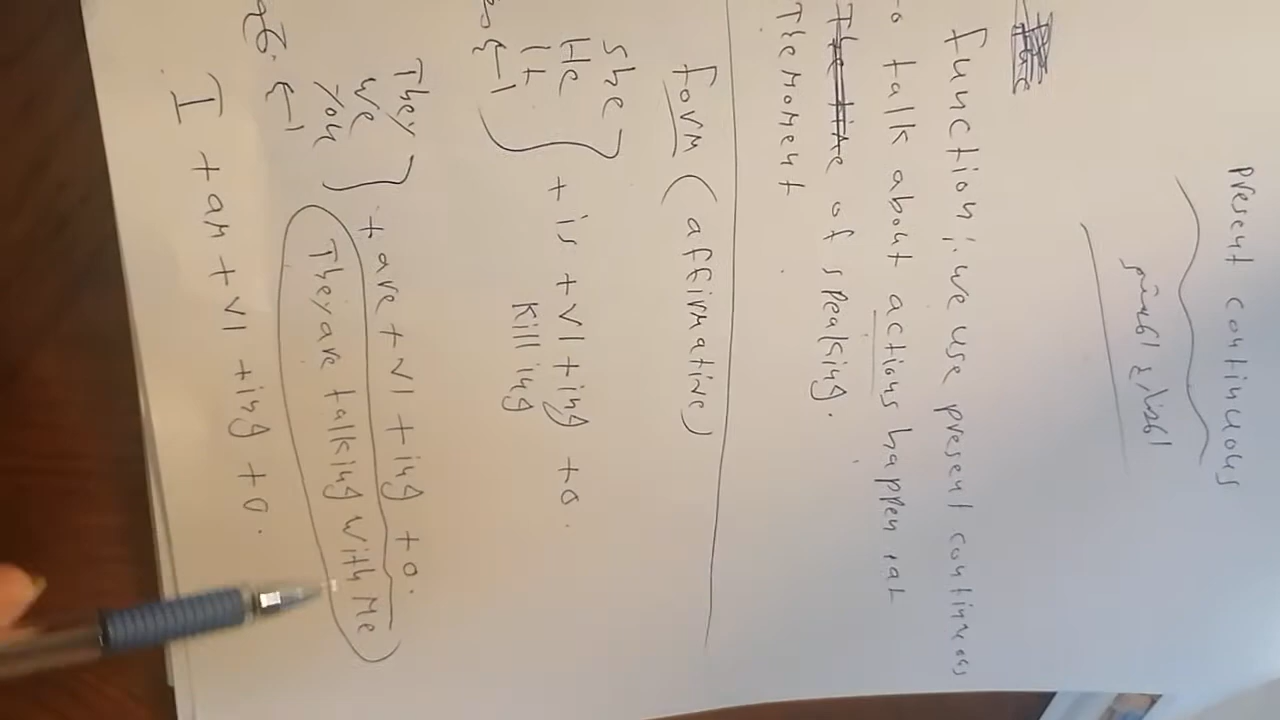 present continuous
function: we use present continuous
to talk about actions happen at
of speaking.
The moment
form (affirmative)
She
He
It
+ is + v1 + ing + o.
killing
They
we
you
+ are + v1 + ing + o.
They are talking with Me
I + am + v1 + ing + o.